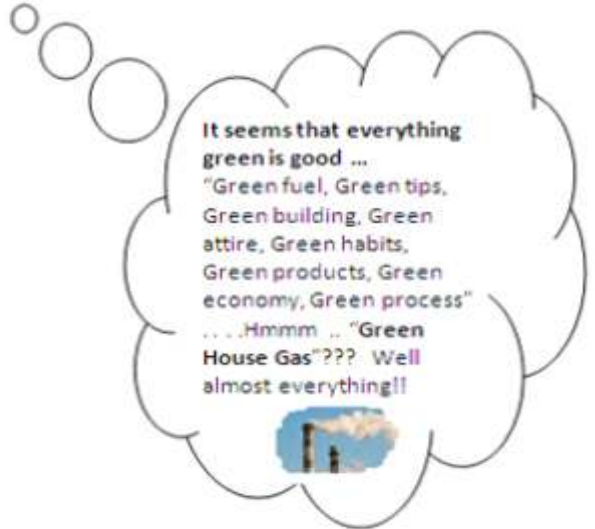 It seems that everything
green is good ...
"Green fuel, Green tips,
Green building, Green
attire, Green habits,
Green products, Green
economy, Green process"
. . . .Hmmm .. "Green
House Gas"??? Well
almost everything!!